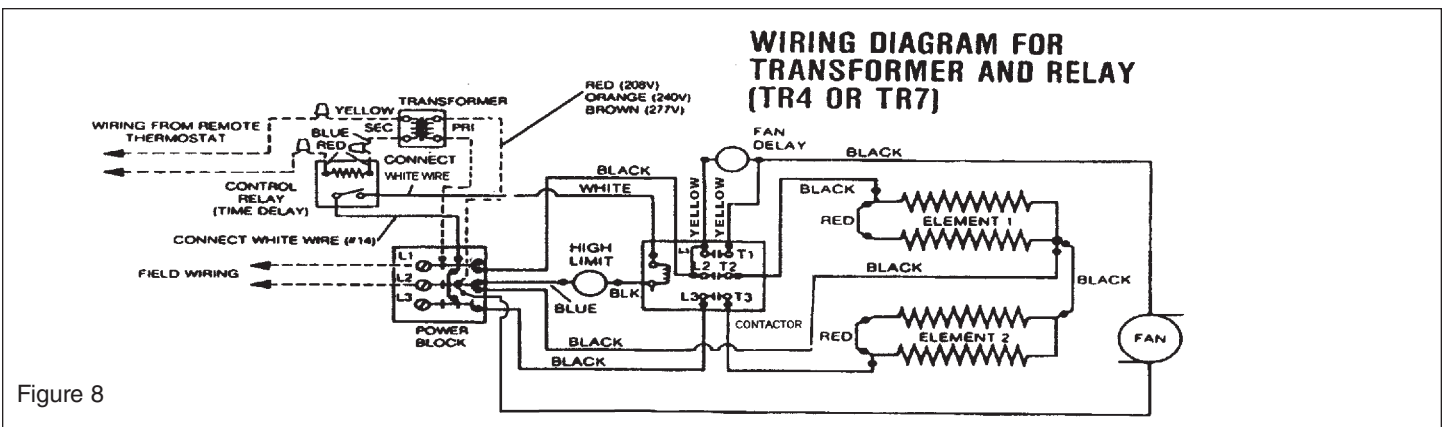 WIRING DIAGRAM FOR
TRANSFORMER AND RELAY
(TR4 OR TR7)
RED (208V)
ORANGE (240V)
BROWN (277V)
YELLOW
TRANSFORMER
SEC
PRI
WIRING FROM REMOTE
THERMOSTAT
BLUE
RED
CONNECT
WHITE WIRE
CONTROL
RELAY
(TIME DELAY)
CONNECT WHITE WIRE (#14)
FIELD WIRING
L1
L2
L3
POWER
BLOCK
BLACK
WHITE
HIGH
LIMIT
BLUE
BLK.
BLACK
BLACK
FAN
DELAY
YELLOW
YELLOW
BLACK
L1
T1
L2
T2
L3
T3
CONTACTOR
BLACK
RED
ELEMENT 1
BLACK
BLACK
RED
ELEMENT 2
FAN
Figure 8